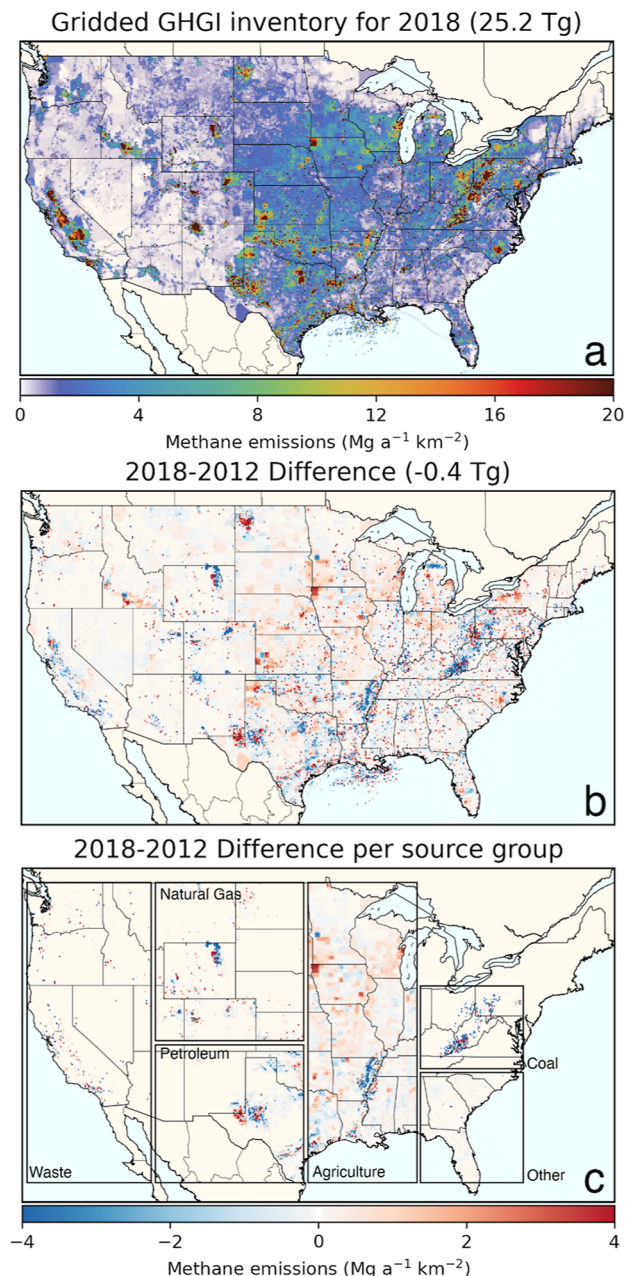 Gridded GHGI inventory for 2018 (25.2 Tg)
a
0 4 8 12 16 20
Methane emissions (Mg a⁻¹ km⁻²)
2018-2012 Difference (-0.4 Tg)
b
2018-2012 Difference per source group
Natural Gas
Petroleum
Coal
Waste
Agriculture
Other
c
−4 −2 0 2 4
Methane emissions (Mg a⁻¹ km⁻²)